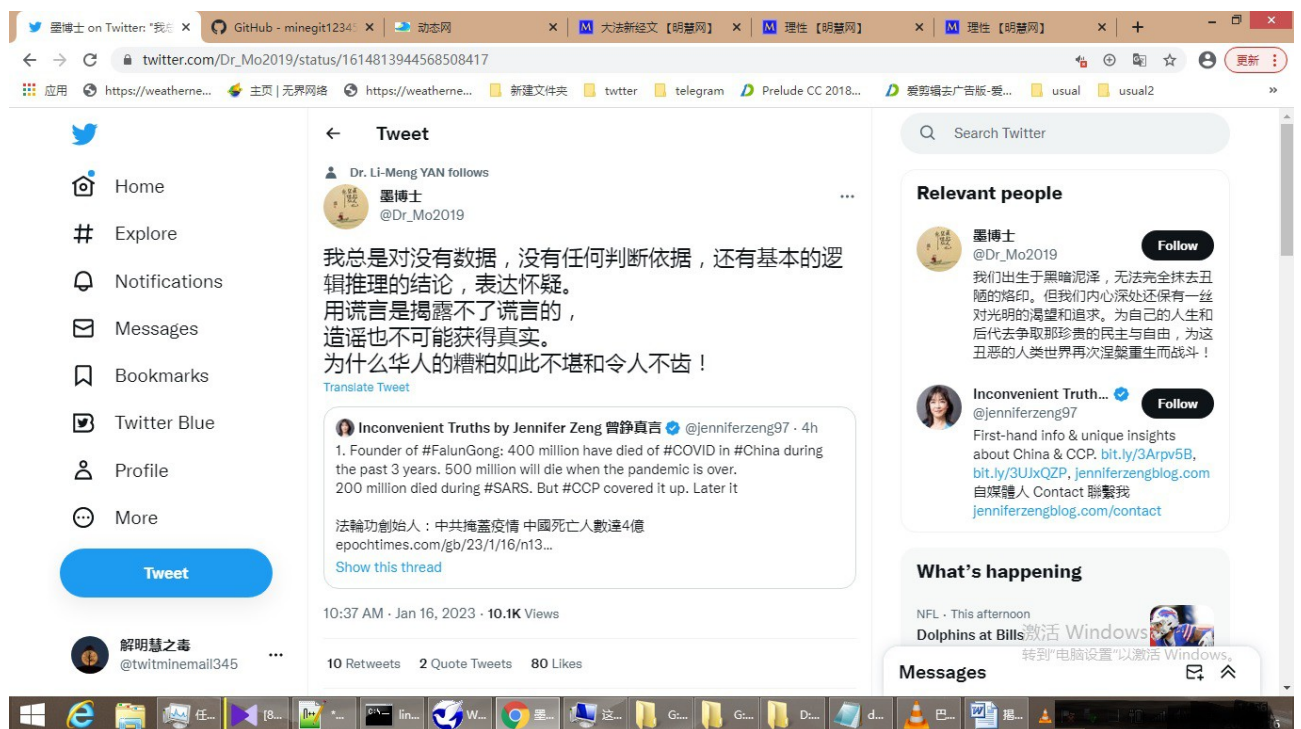 墨博士 on Twitter: "我
GitHub - minegit1234
动态网
大法新经文【明慧网】
理性 【明慧网】
理性 【明慧网】
twitter.com/Dr_Mo2019/status/1614813944568508417
更新
应用
https://weatherne...
主页 | 无界网络
https://weatherne...
新建文件夹
twtter
telegram
Prelude CC 2018...
爱剪辑去广告版-爱...
usual
usual2
»
Home
Explore
Notifications
Messages
Bookmarks
Twitter Blue
Profile
More
Tweet
解明慧之毒
@twitminemail345
Tweet
Dr. Li-Meng YAN follows
墨博士
@Dr_Mo2019
我总是对没有数据，没有任何判断依据，还有基本的逻
辑推理的结论，表达怀疑。
用谎言是揭露不了谎言的，
造谣也不可能获得真实。
为什么华人的糟粕如此不堪和令人不齿！
Translate Tweet
Inconvenient Truths by Jennifer Zeng 曾錚真言 @jenniferzeng97 · 4h
1. Founder of #FalunGong: 400 million have died of #COVID in #China during
the past 3 years. 500 million will die when the pandemic is over.
200 million died during #SARS. But #CCP covered it up. Later it
法輪功創始人：中共掩蓋疫情 中國死亡人數達4億
epochtimes.com/gb/23/1/16/n13...
Show this thread
10:37 AM · Jan 16, 2023 · 10.1K Views
10 Retweets 2 Quote Tweets 80 Likes
Search Twitter
Relevant people
墨博士
@Dr_Mo2019
Follow
我们出生于黑暗泥泽，无法完全抹去丑
陋的烙印。但我们内心深处还保有一丝
对光明的渴望和追求。为自己的人生和
后代去争取那珍贵的民主与自由，为这
丑恶的人类世界再次涅槃重生而战斗！
Inconvenient Truth...
@jenniferzeng97
Follow
First-hand info & unique insights
about China & CCP. bit.ly/3Arpv5B,
bit.ly/3UJxQZP, jenniferzengblog.com
自媒體人 Contact 聯繫我
jenniferzengblog.com/contact
What's happening
NFL · This afternoon
Dolphins at Bills
激活 Windows
转到"电脑设置"以激活 Windows。
Messages
任...
[8...
lin...
W...
墨...
这...
G:...
G:...
D:...
d...
巴...
揭...